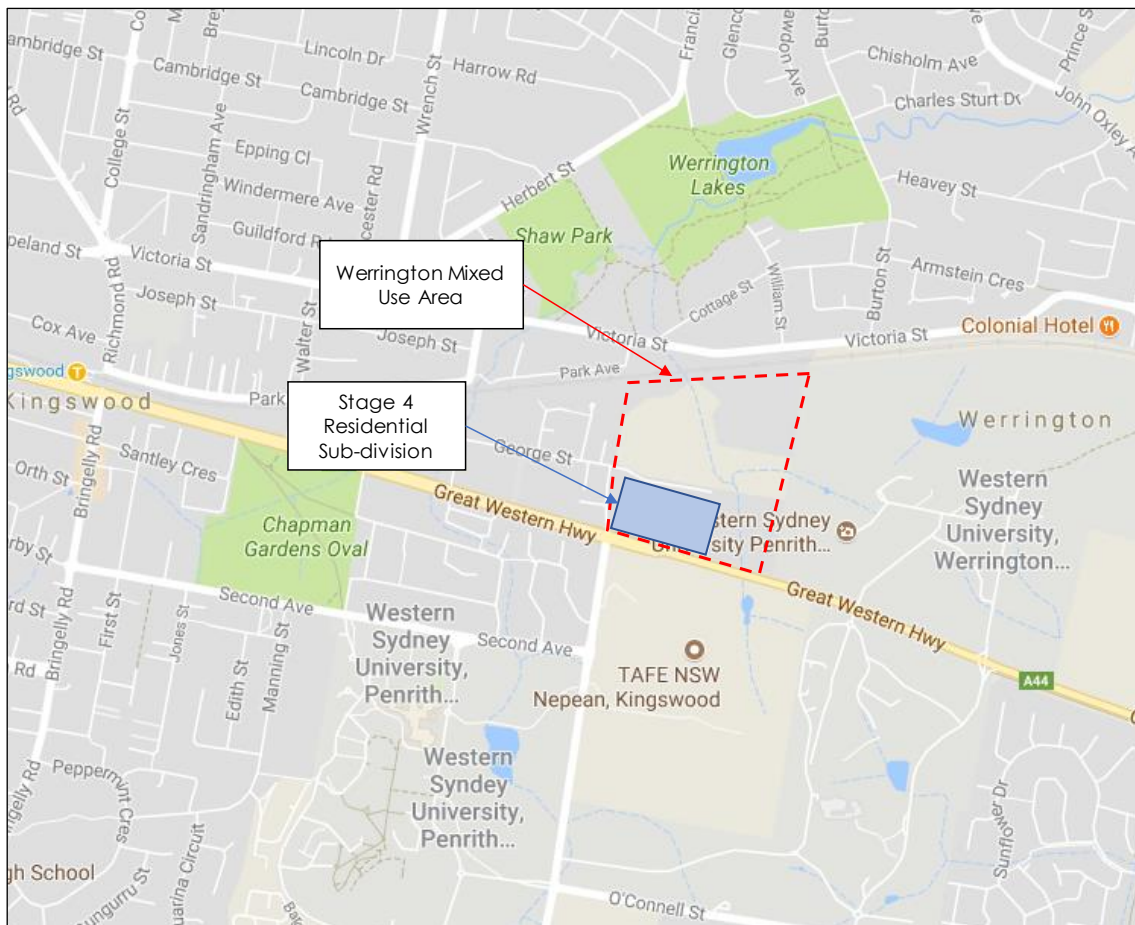 Cambridge St
Lincoln Dr
Harrow Rd
Wrench St
Cambridge St
Cambridge St
College St
Sandringham Ave
Epping Cl
Windermere Ave
Guildford
Victoria St
Joseph St
Cox Ave
Richmond Rd
Walter St
Joseph St
Herbert St
Shaw Park
Werrington
Lakes
Chisholm Ave
Charles Sturt Dr
Prince St
John Oxley
Heavey St
Burton St
Armstein Cres
Cottage St
William St
Victoria St
Victoria St
Colonial Hotel
Park Ave
Werrington Mixed
Use Area
Stage 4
Residential
Sub-division
Kingswood
Park
Orth St
Santley Cres
Bringelly Rd
Chapman
Gardens Oval
George St
Great Western Hwy
Western Sydney
University Penrith...
Werrington
Western
Sydney
University,
Werrington...
Great Western Hwy
A44
Second Ave
Second Ave
First St
Jones St
Edith St
Manning St
Bringelly Rd
Western
Sydney
University,
Penrith...
TAFE NSW
Nepean, Kingswood
Western
Syndey
University,
Penrith...
Peppermint Cres
Sunflower Dr
O'Connell St